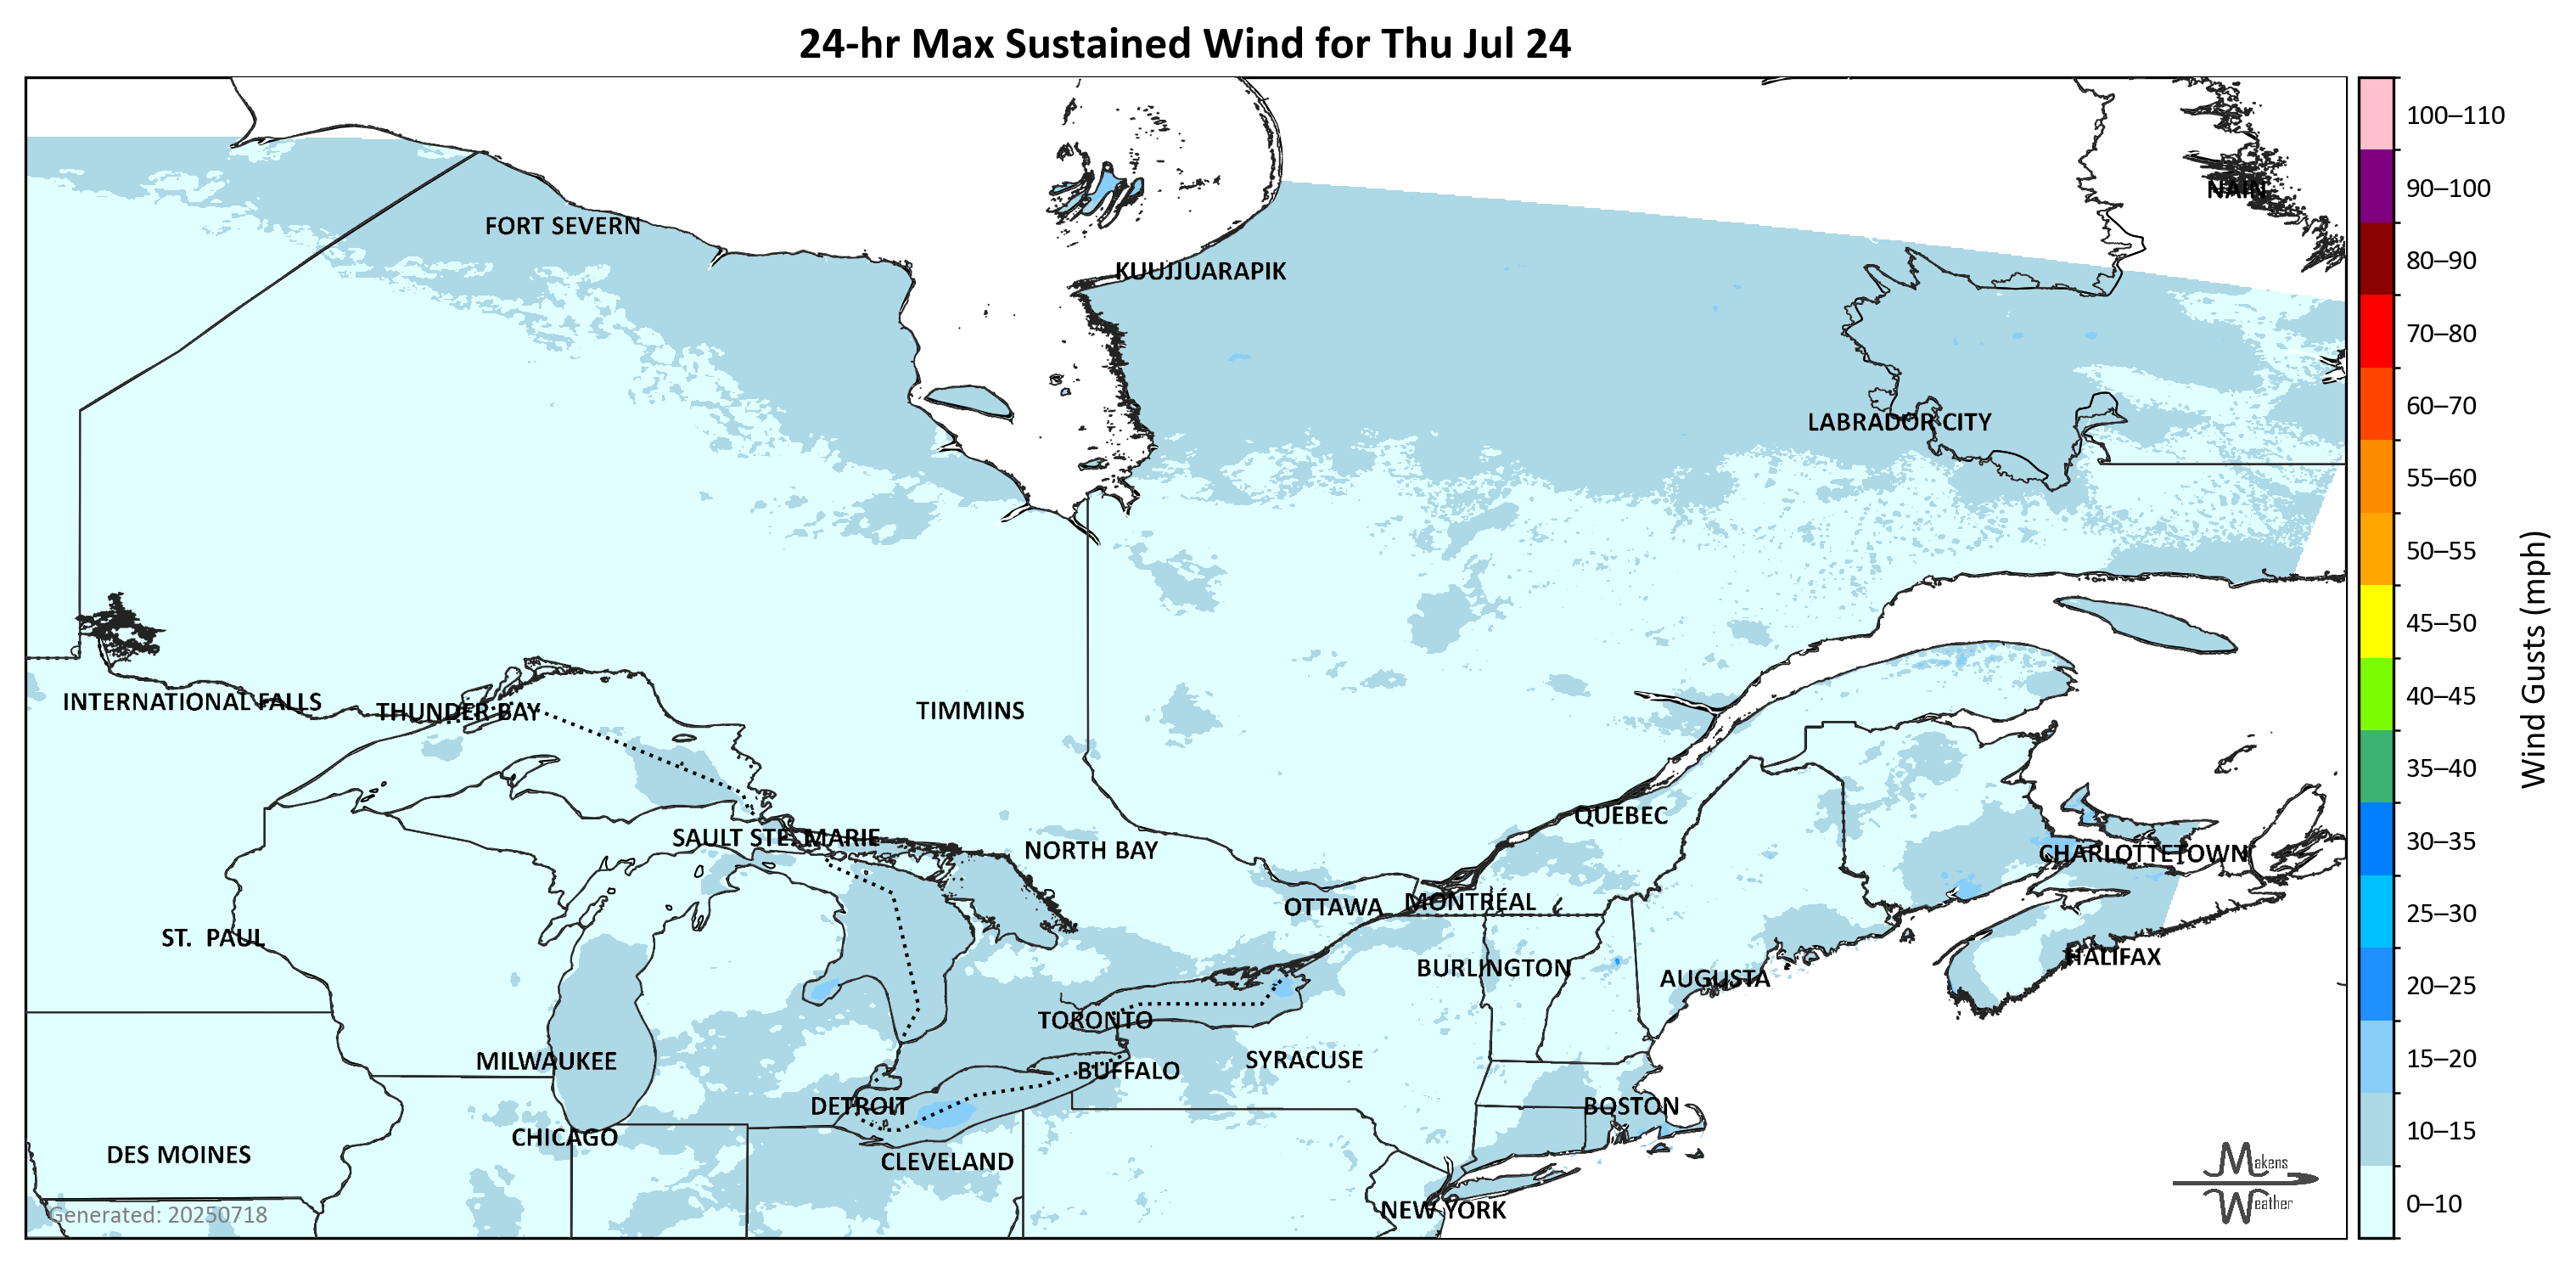 24-hr Max Sustained Wind for Thu Jul 24
100–110
90–100
NAIN
FORT SEVERN
80–90
KUUJJUARAPIK
70–80
60–70
LABRADOR CITY
55–60
50–55
45–50
Wind Gusts (mph)
40–45
INTERNATIONAL FALLS
THUNDER BAY
TIMMINS
35–40
QUEBEC
SAULT STE. MARIE
30–35
NORTH BAY
CHARLOTTETOWN
OTTAWA
MONTRÉAL
25–30
ST. PAUL
HALIFAX
BURLINGTON
AUGUSTA
20–25
TORONTO
MILWAUKEE
SYRACUSE
15–20
BUFFALO
DETROIT
BOSTON
10–15
CHICAGO
DES MOINES
CLEVELAND
Makens
Weather
0–10
NEW YORK
Generated: 20250718